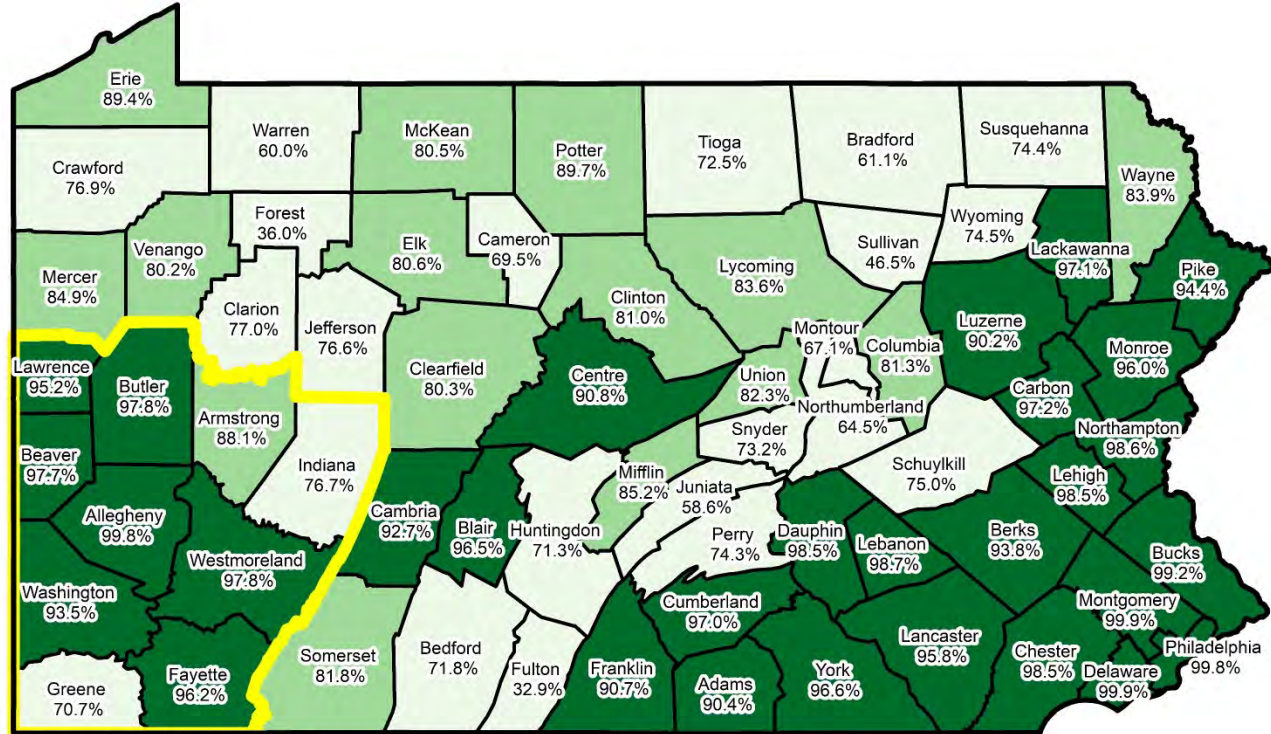 Erie
89.4%
Warren
60.0%
McKean
80.5%
Potter
89.7%
Tioga
72.5%
Bradford
61.1%
Susquehanna
74.4%
Wayne
83.9%
Crawford
76.9%
Forest
36.0%
Venango
80.2%
Elk
80.6%
Cameron
69.5%
Wyoming
74.5%
Sullivan
46.5%
Lackawanna
97.1%
Pike
94.4%
Mercer
84.9%
Clarion
77.0%
Jefferson
76.6%
Clinton
81.0%
Lycoming
83.6%
Luzerne
90.2%
Montour
67.1%
Columbia
81.3%
Monroe
96.0%
Lawrence
95.2%
Butler
97.8%
Clearfield
80.3%
Centre
90.8%
Union
82.3%
Carbon
97.2%
Armstrong
88.1%
Northumberland
64.5%
Northampton
98.6%
Snyder
73.2%
Beaver
97.7%
Indiana
76.7%
Mifflin
85.2%
Schuylkill
75.0%
Lehigh
98.5%
Juniata
58.6%
Allegheny
99.8%
Cambria
92.7%
Blair
96.5%
Huntingdon
71.3%
Perry
74.3%
Dauphin
98.5%
Lebanon
98.7%
Berks
93.8%
Bucks
99.2%
Westmoreland
97.8%
Washington
93.5%
Cumberland
97.0%
Montgomery
99.9%
Lancaster
95.8%
Philadelphia
99.8%
Somerset
81.8%
Bedford
71.8%
Fulton
32.9%
Franklin
90.7%
Adams
90.4%
York
96.6%
Chester
98.5%
Delaware
99.9%
Greene
70.7%
Fayette
96.2%